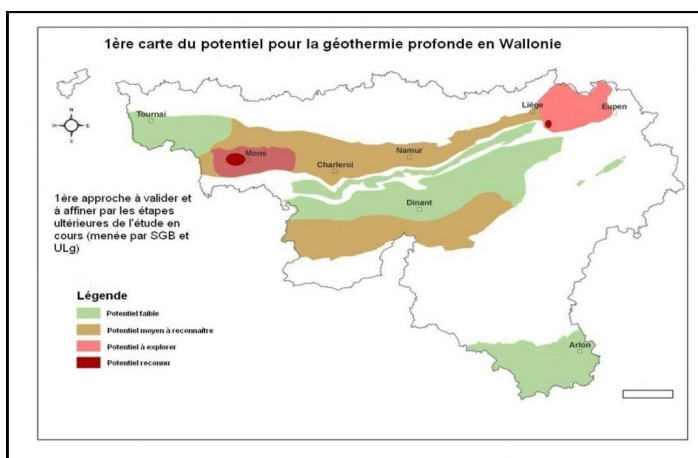 1ère carte du potentiel pour la géothermie profonde en Wallonie
Tournai
Liège
Eupen
N
W
E
S
Mons
Namur
Charleroi
1ère approche à valider et
à affiner par les étapes
ultérieures de l'étude en
cours (menée par SGB et
ULg)
Dinant
Légende
Potentiel faible
Potentiel moyen à reconnaître
Potentiel à explorer
Potentiel reconnu
Arlon